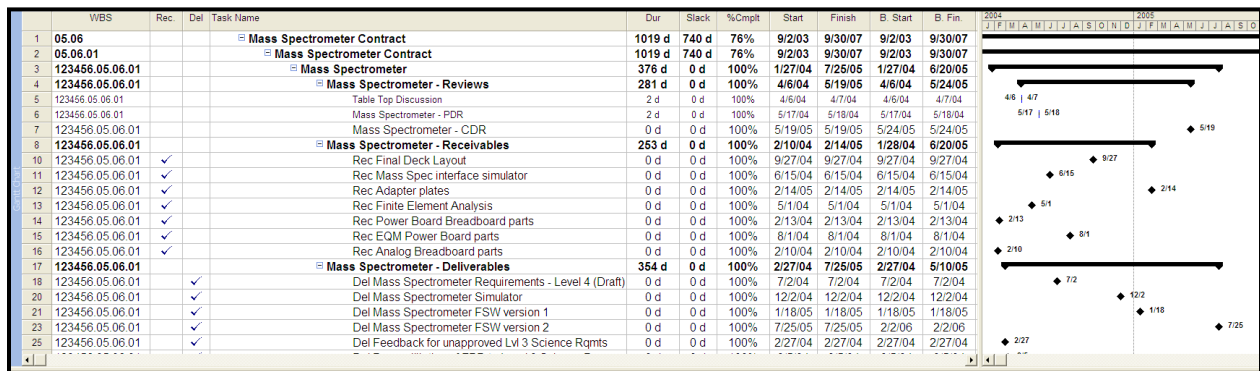 WBS Rec. Del Task Name Dur Slack %Cmplt Start Finish B. Start B. Fin. 2004 2005
J F M A M J J A S O N D J F M A M J J A S O
1 05.06 Mass Spectrometer Contract 1019 d 740 d 76% 9/2/03 9/30/07 9/2/03 9/30/07
2 05.06.01 Mass Spectrometer Contract 1019 d 740 d 76% 9/2/03 9/30/07 9/2/03 9/30/07
3 123456.05.06.01 Mass Spectrometer 376 d 0 d 100% 1/27/04 7/25/05 1/27/04 6/20/05
4 123456.05.06.01 Mass Spectrometer - Reviews 281 d 0 d 100% 4/6/04 5/19/05 4/6/04 5/24/05
5 123456.05.06.01 Table Top Discussion 2 d 0 d 100% 4/6/04 4/7/04 4/6/04 4/7/04 4/6 4/7
6 123456.05.06.01 Mass Spectrometer - PDR 2 d 0 d 100% 5/17/04 5/18/04 5/17/04 5/18/04 5/17 5/18
7 123456.05.06.01 Mass Spectrometer - CDR 0 d 0 d 100% 5/19/05 5/19/05 5/24/05 5/24/05 5/19
8 123456.05.06.01 Mass Spectrometer - Receivables 253 d 0 d 100% 2/10/04 2/14/05 1/28/04 6/20/05
10 123456.05.06.01 ✓ Rec Final Deck Layout 0 d 0 d 100% 9/27/04 9/27/04 9/27/04 9/27/04 9/27
11 123456.05.06.01 ✓ Rec Mass Spec interface simulator 0 d 0 d 100% 6/15/04 6/15/04 6/15/04 6/15/04 6/15
12 123456.05.06.01 ✓ Rec Adapter plates 0 d 0 d 100% 2/14/05 2/14/05 2/14/05 2/14/05 2/14
13 123456.05.06.01 ✓ Rec Finite Element Analysis 0 d 0 d 100% 5/1/04 5/1/04 5/1/04 5/1/04 5/1
14 123456.05.06.01 ✓ Rec Power Board Breadboard parts 0 d 0 d 100% 2/13/04 2/13/04 2/13/04 2/13/04 2/13
15 123456.05.06.01 ✓ Rec EQM Power Board parts 0 d 0 d 100% 8/1/04 8/1/04 8/1/04 8/1/04 8/1
16 123456.05.06.01 ✓ Rec Analog Breadboard parts 0 d 0 d 100% 2/10/04 2/10/04 2/10/04 2/10/04 2/10
17 123456.05.06.01 Mass Spectrometer - Deliverables 354 d 0 d 100% 2/27/04 7/25/05 2/27/04 5/10/05
18 123456.05.06.01 ✓ Del Mass Spectrometer Requirements - Level 4 (Draft) 0 d 0 d 100% 7/2/04 7/2/04 7/2/04 7/2/04 7/2
20 123456.05.06.01 ✓ Del Mass Spectrometer Simulator 0 d 0 d 100% 12/2/04 12/2/04 12/2/04 12/2/04 12/2
21 123456.05.06.01 ✓ Del Mass Spectrometer FSW version 1 0 d 0 d 100% 1/18/05 1/18/05 1/18/05 1/18/05 1/18
23 123456.05.06.01 ✓ Del Mass Spectrometer FSW version 2 0 d 0 d 100% 7/25/05 7/25/05 2/2/06 2/2/06 7/25
25 123456.05.06.01 ✓ Del Feedback for unapproved Lvl 3 Science Rqmts 0 d 0 d 100% 2/27/04 2/27/04 2/27/04 2/27/04 2/27
Gantt Chart